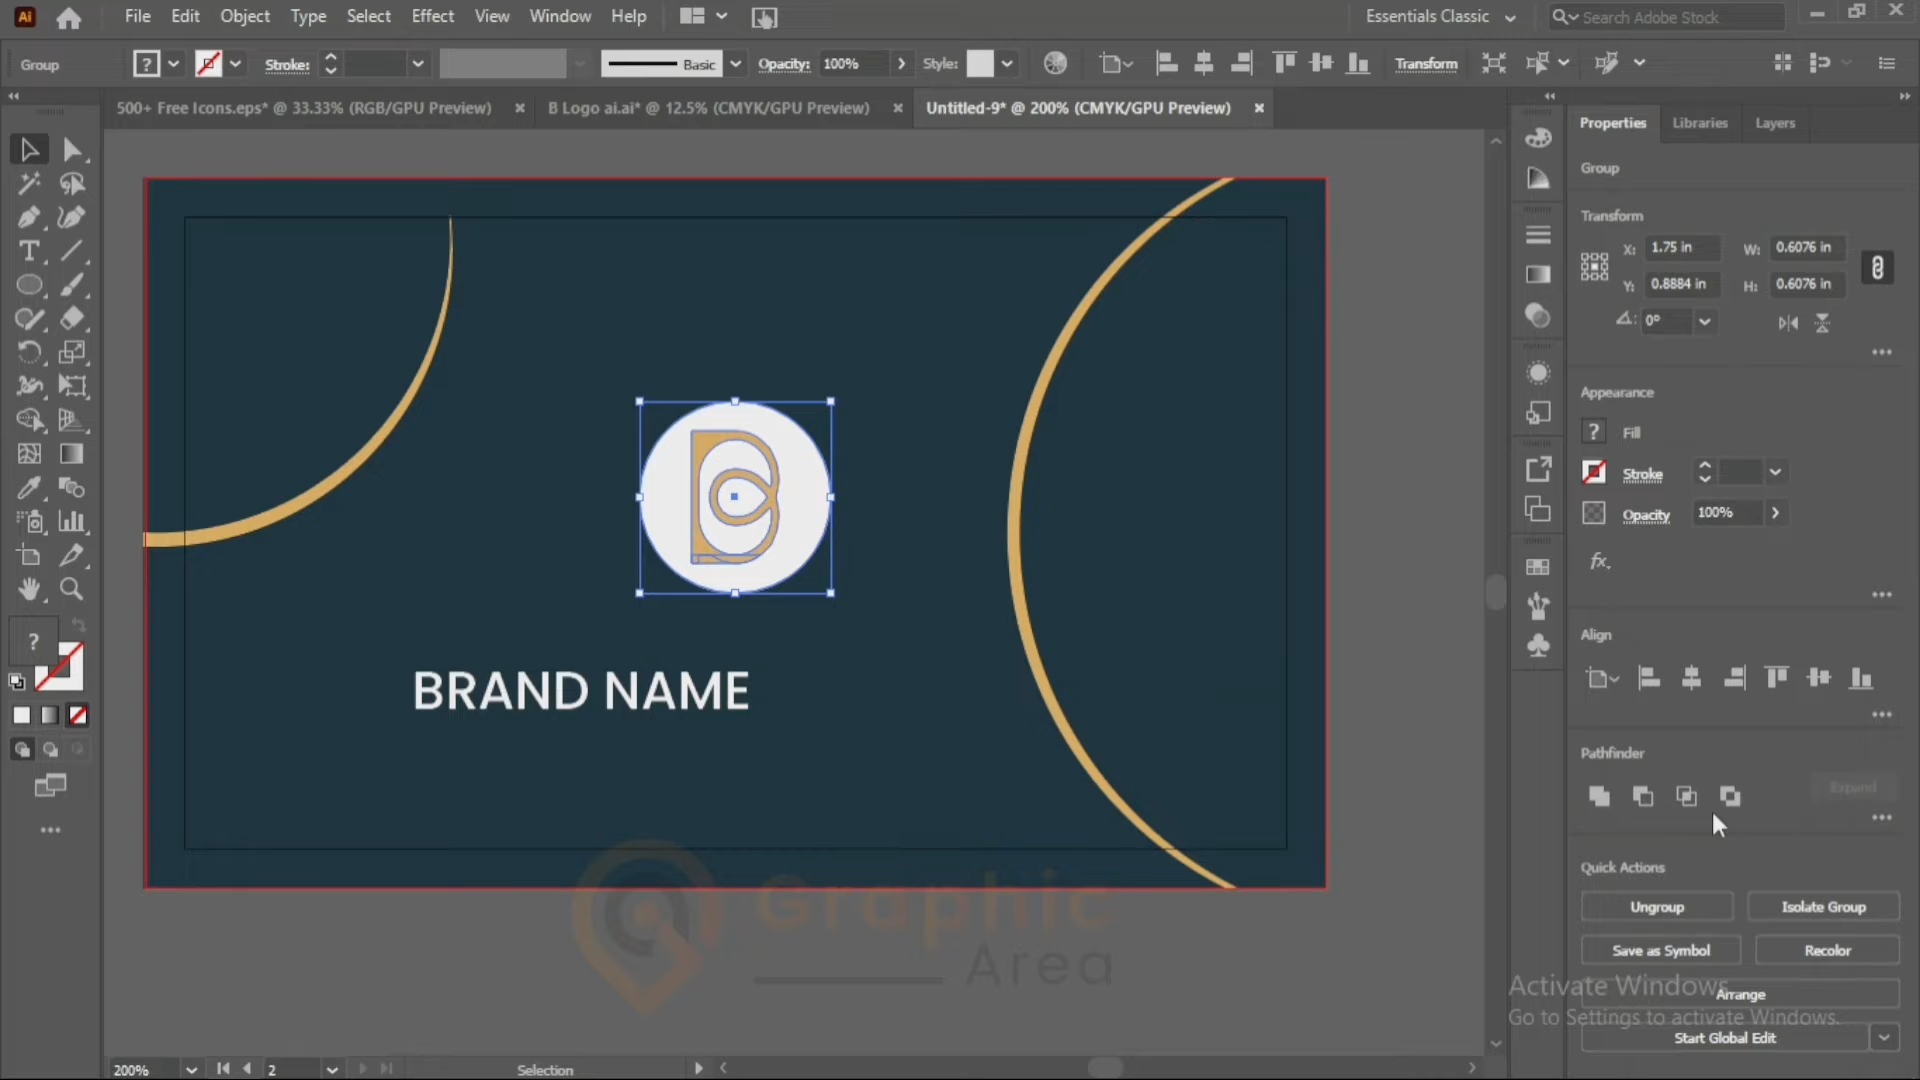 Ai File Edit Object Type Select Effect View Window Help Essentials Classic Search Adobe Stock
Group ? Stroke: Basic Opacity: 100% Style: Transform
500+ Free Icons.eps* @ 33.33% (RGB/GPU Preview) × B Logo ai.ai* @ 12.5% (CMYK/GPU Preview) × Untitled-9* @ 200% (CMYK/GPU Preview) ×
Properties Libraries Layers
Group
Transform
X: 1.75 in W: 0.6076 in
Y: 0.8884 in H: 0.6076 in
0°
Appearance
? Fill
Stroke
Opacity 100%
fx.
Align
Pathfinder
Expand
Quick Actions
Ungroup Isolate Group
Save as Symbol Recolor
Arrange
Start Global Edit
Activate Windows
Go to Settings to activate Windows.
T
?
B
BRAND NAME
Graphic
Area
200% 2 Selection